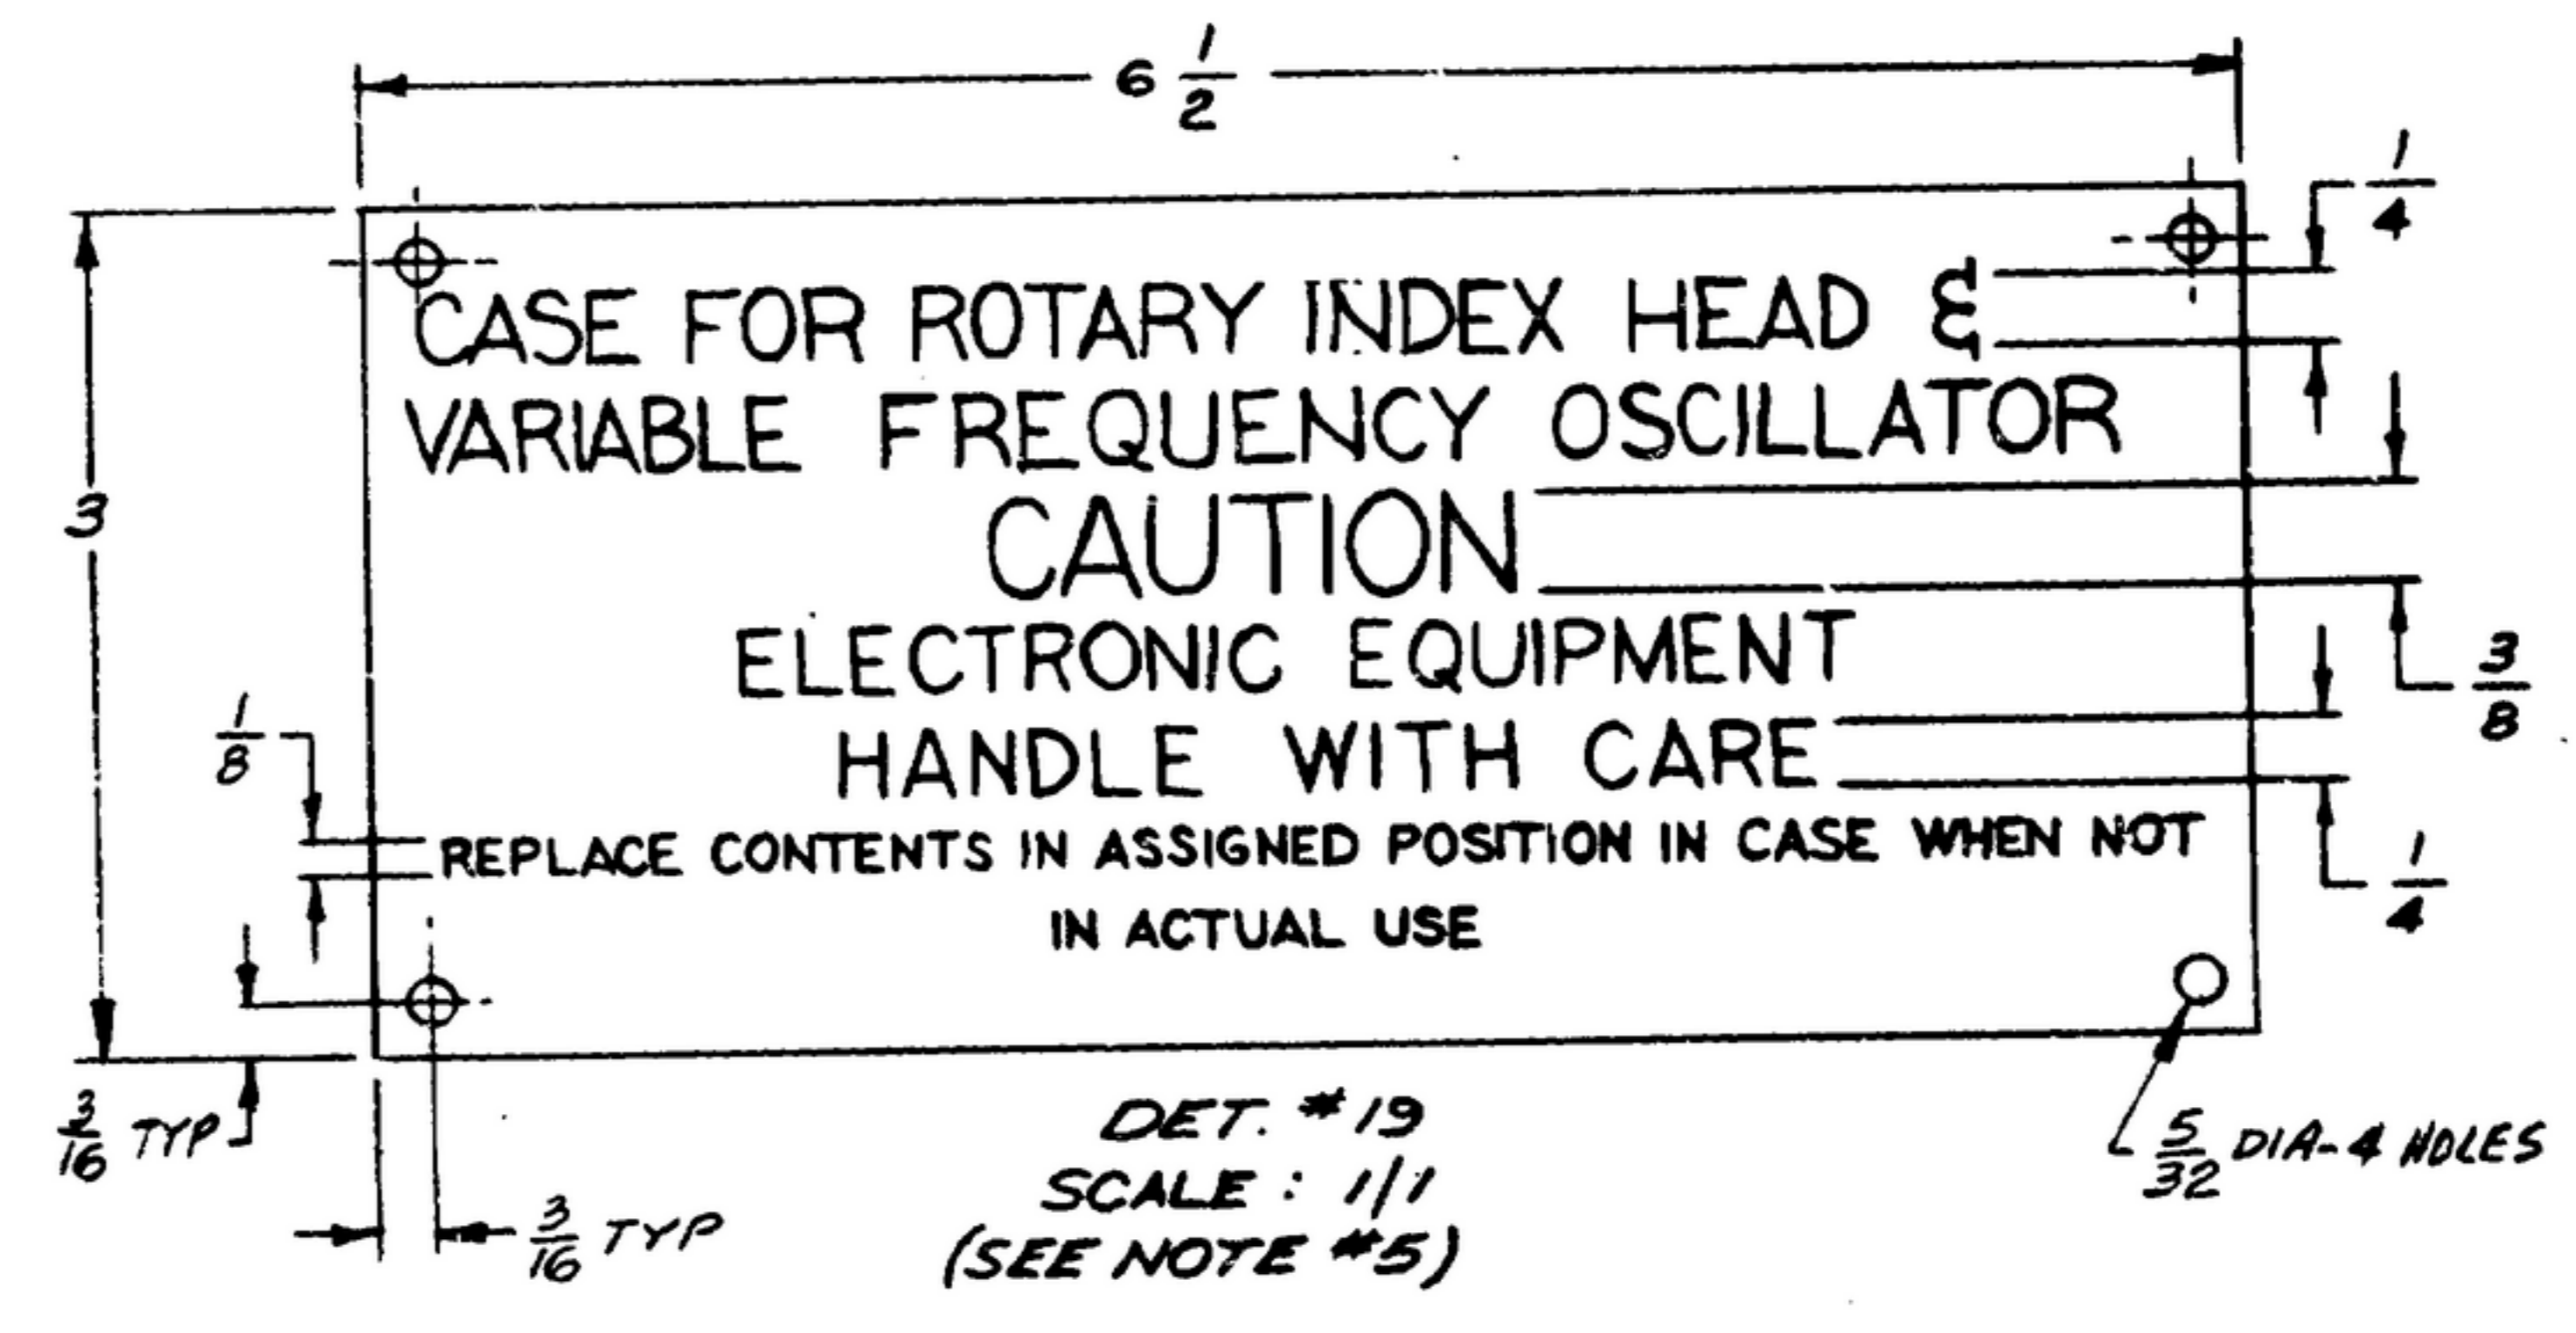 6 1/2
1/4
3
CASE FOR ROTARY INDEX HEAD &
VARIABLE FREQUENCY OSCILLATOR
CAUTION
ELECTRONIC EQUIPMENT
3/8
1/8
HANDLE WITH CARE
REPLACE CONTENTS IN ASSIGNED POSITION IN CASE WHEN NOT
1/4
IN ACTUAL USE
3/16 TYP
DET. #19
5/32 DIA-4 HOLES
SCALE: 1/1
3/16 TYP
(SEE NOTE #5)